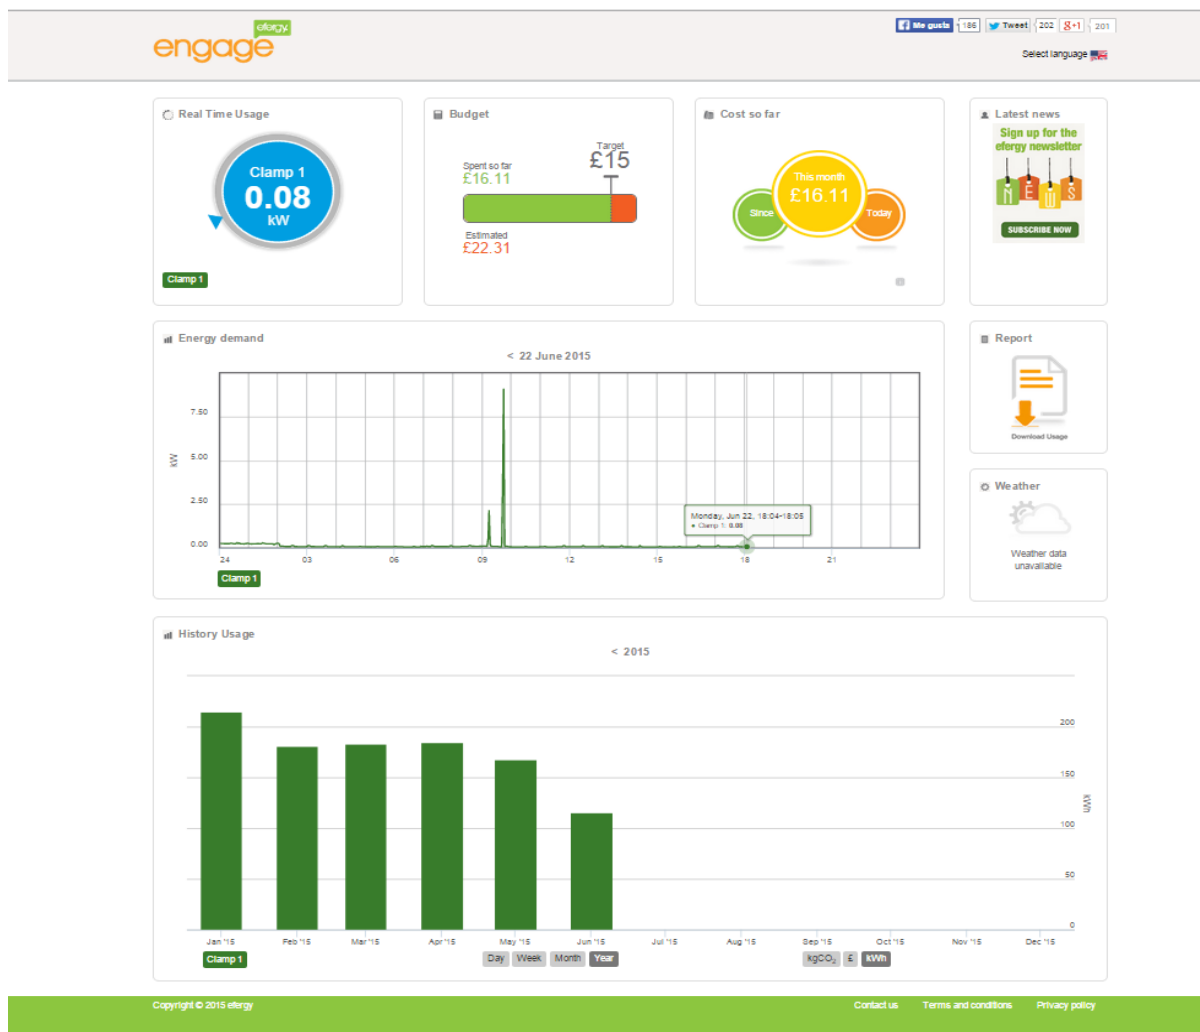 efergy
engage
Me gusta 186 Tweet 202 g+1 201
Select language
Real Time Usage
Clamp 1
0.08
kW
Clamp 1
Budget
Target
£15
Spent so far
£16.11
Estimated
£22.31
Cost so far
This month
£16.11
Since
Today
Latest news
Sign up for the
efergy newsletter
NEWS
SUBSCRIBE NOW
Energy demand
< 22 June 2015
7.50
5.00
2.50
0.00
kW
Monday, Jun 22, 18:04-18:05
• Clamp 1: 0.08
24 03 06 09 12 15 18 21
Clamp 1
Report
Download Usage
Weather
Weather data
unavailable
History Usage
< 2015
200
150
100
50
0
kWh
Jan '15 Feb '15 Mar '15 Apr '15 May '15 Jun '15 Jul '15 Aug '15 Sep '15 Oct '15 Nov '15 Dec '15
Clamp 1
Day Week Month Year
kgCO₂ £ kWh
Copyright © 2015 efergy
Contact us Terms and conditions Privacy policy